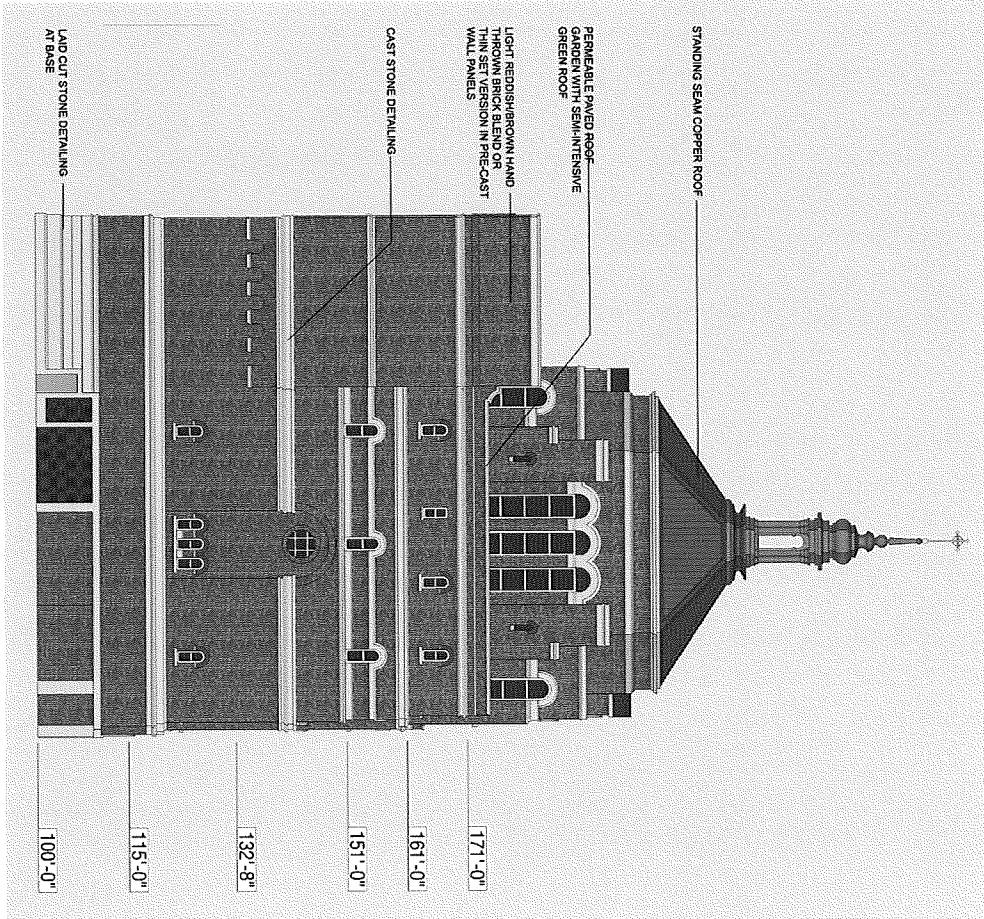 STANDING SEAM COPPER ROOF
PERMEABLE PAVED ROOF
GARDEN WITH SEMI-INTENSIVE
GREEN ROOF
LIGHT REDDISH/BROWN HAND
THROWN BRICK BLEND OR
THIN SET VERSION IN PRE-CAST
WALL PANELS
CAST STONE DETAILING
LAID CUT STONE DETAILING
AT BASE
171'-0"
161'-0"
151'-0"
132'-8"
115'-0"
100'-0"